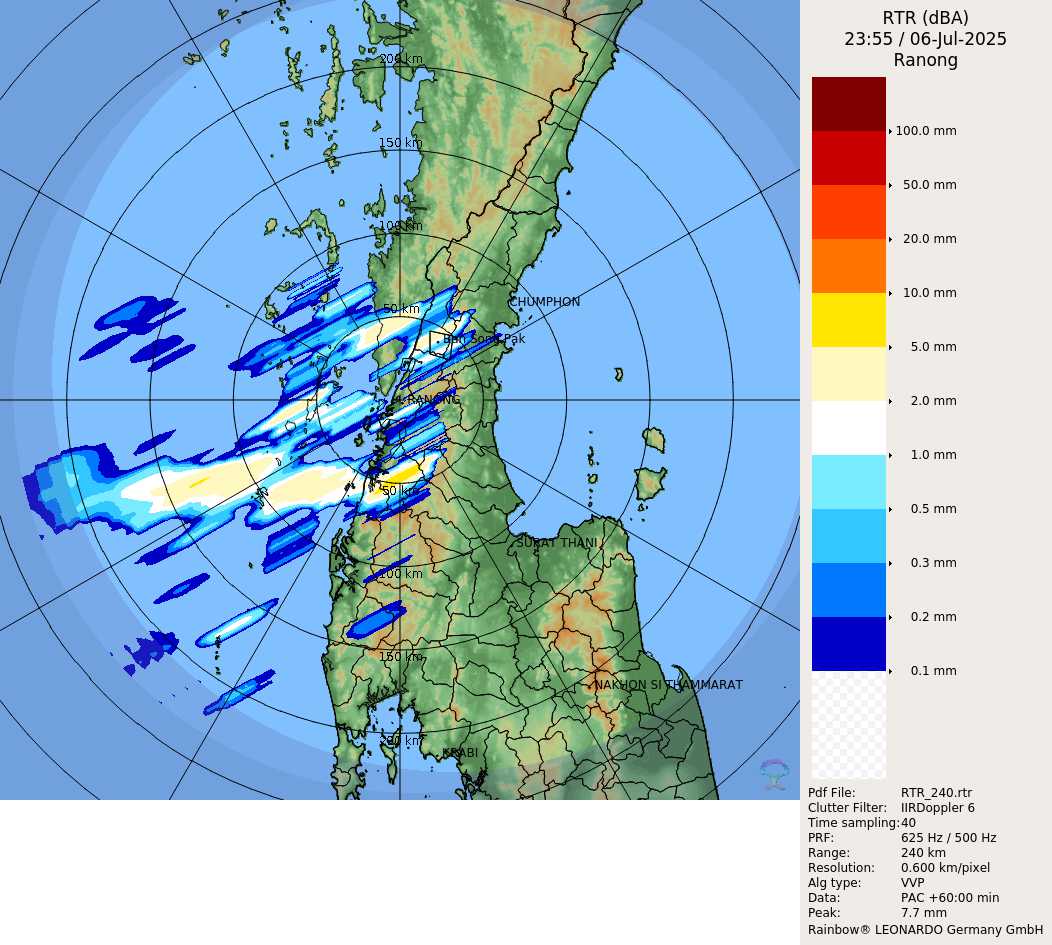 RTR (dBA)
23:55 / 06-Jul-2025
Ranong
200 km
150 km
100 km
50 km
CHUMPHON
Ban Song Pak
RANONG
50 km
SURAT THANI
100 km
150 km
NAKHON SI THAMMARAT
200 km
KRABI
100.0 mm
50.0 mm
20.0 mm
10.0 mm
5.0 mm
2.0 mm
1.0 mm
0.5 mm
0.3 mm
0.2 mm
0.1 mm
Pdf File: RTR_240.rtr
Clutter Filter: IIRDoppler 6
Time sampling:40
PRF: 625 Hz / 500 Hz
Range: 240 km
Resolution: 0.600 km/pixel
Alg type: VVP
Data: PAC +60:00 min
Peak: 7.7 mm
Rainbow® LEONARDO Germany GmbH